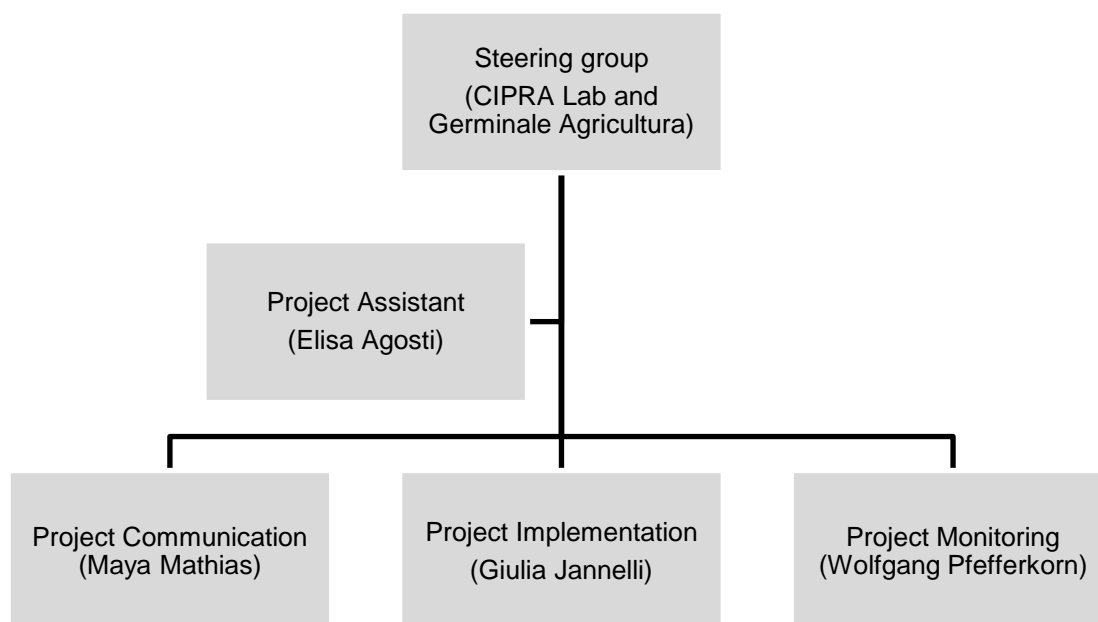 Steering group
(CIPRA Lab and
Germinale Agricultura)
Project Assistant
(Elisa Agosti)
Project Communication
(Maya Mathias)
Project Implementation
(Giulia Jannelli)
Project Monitoring
(Wolfgang Pfefferkorn)